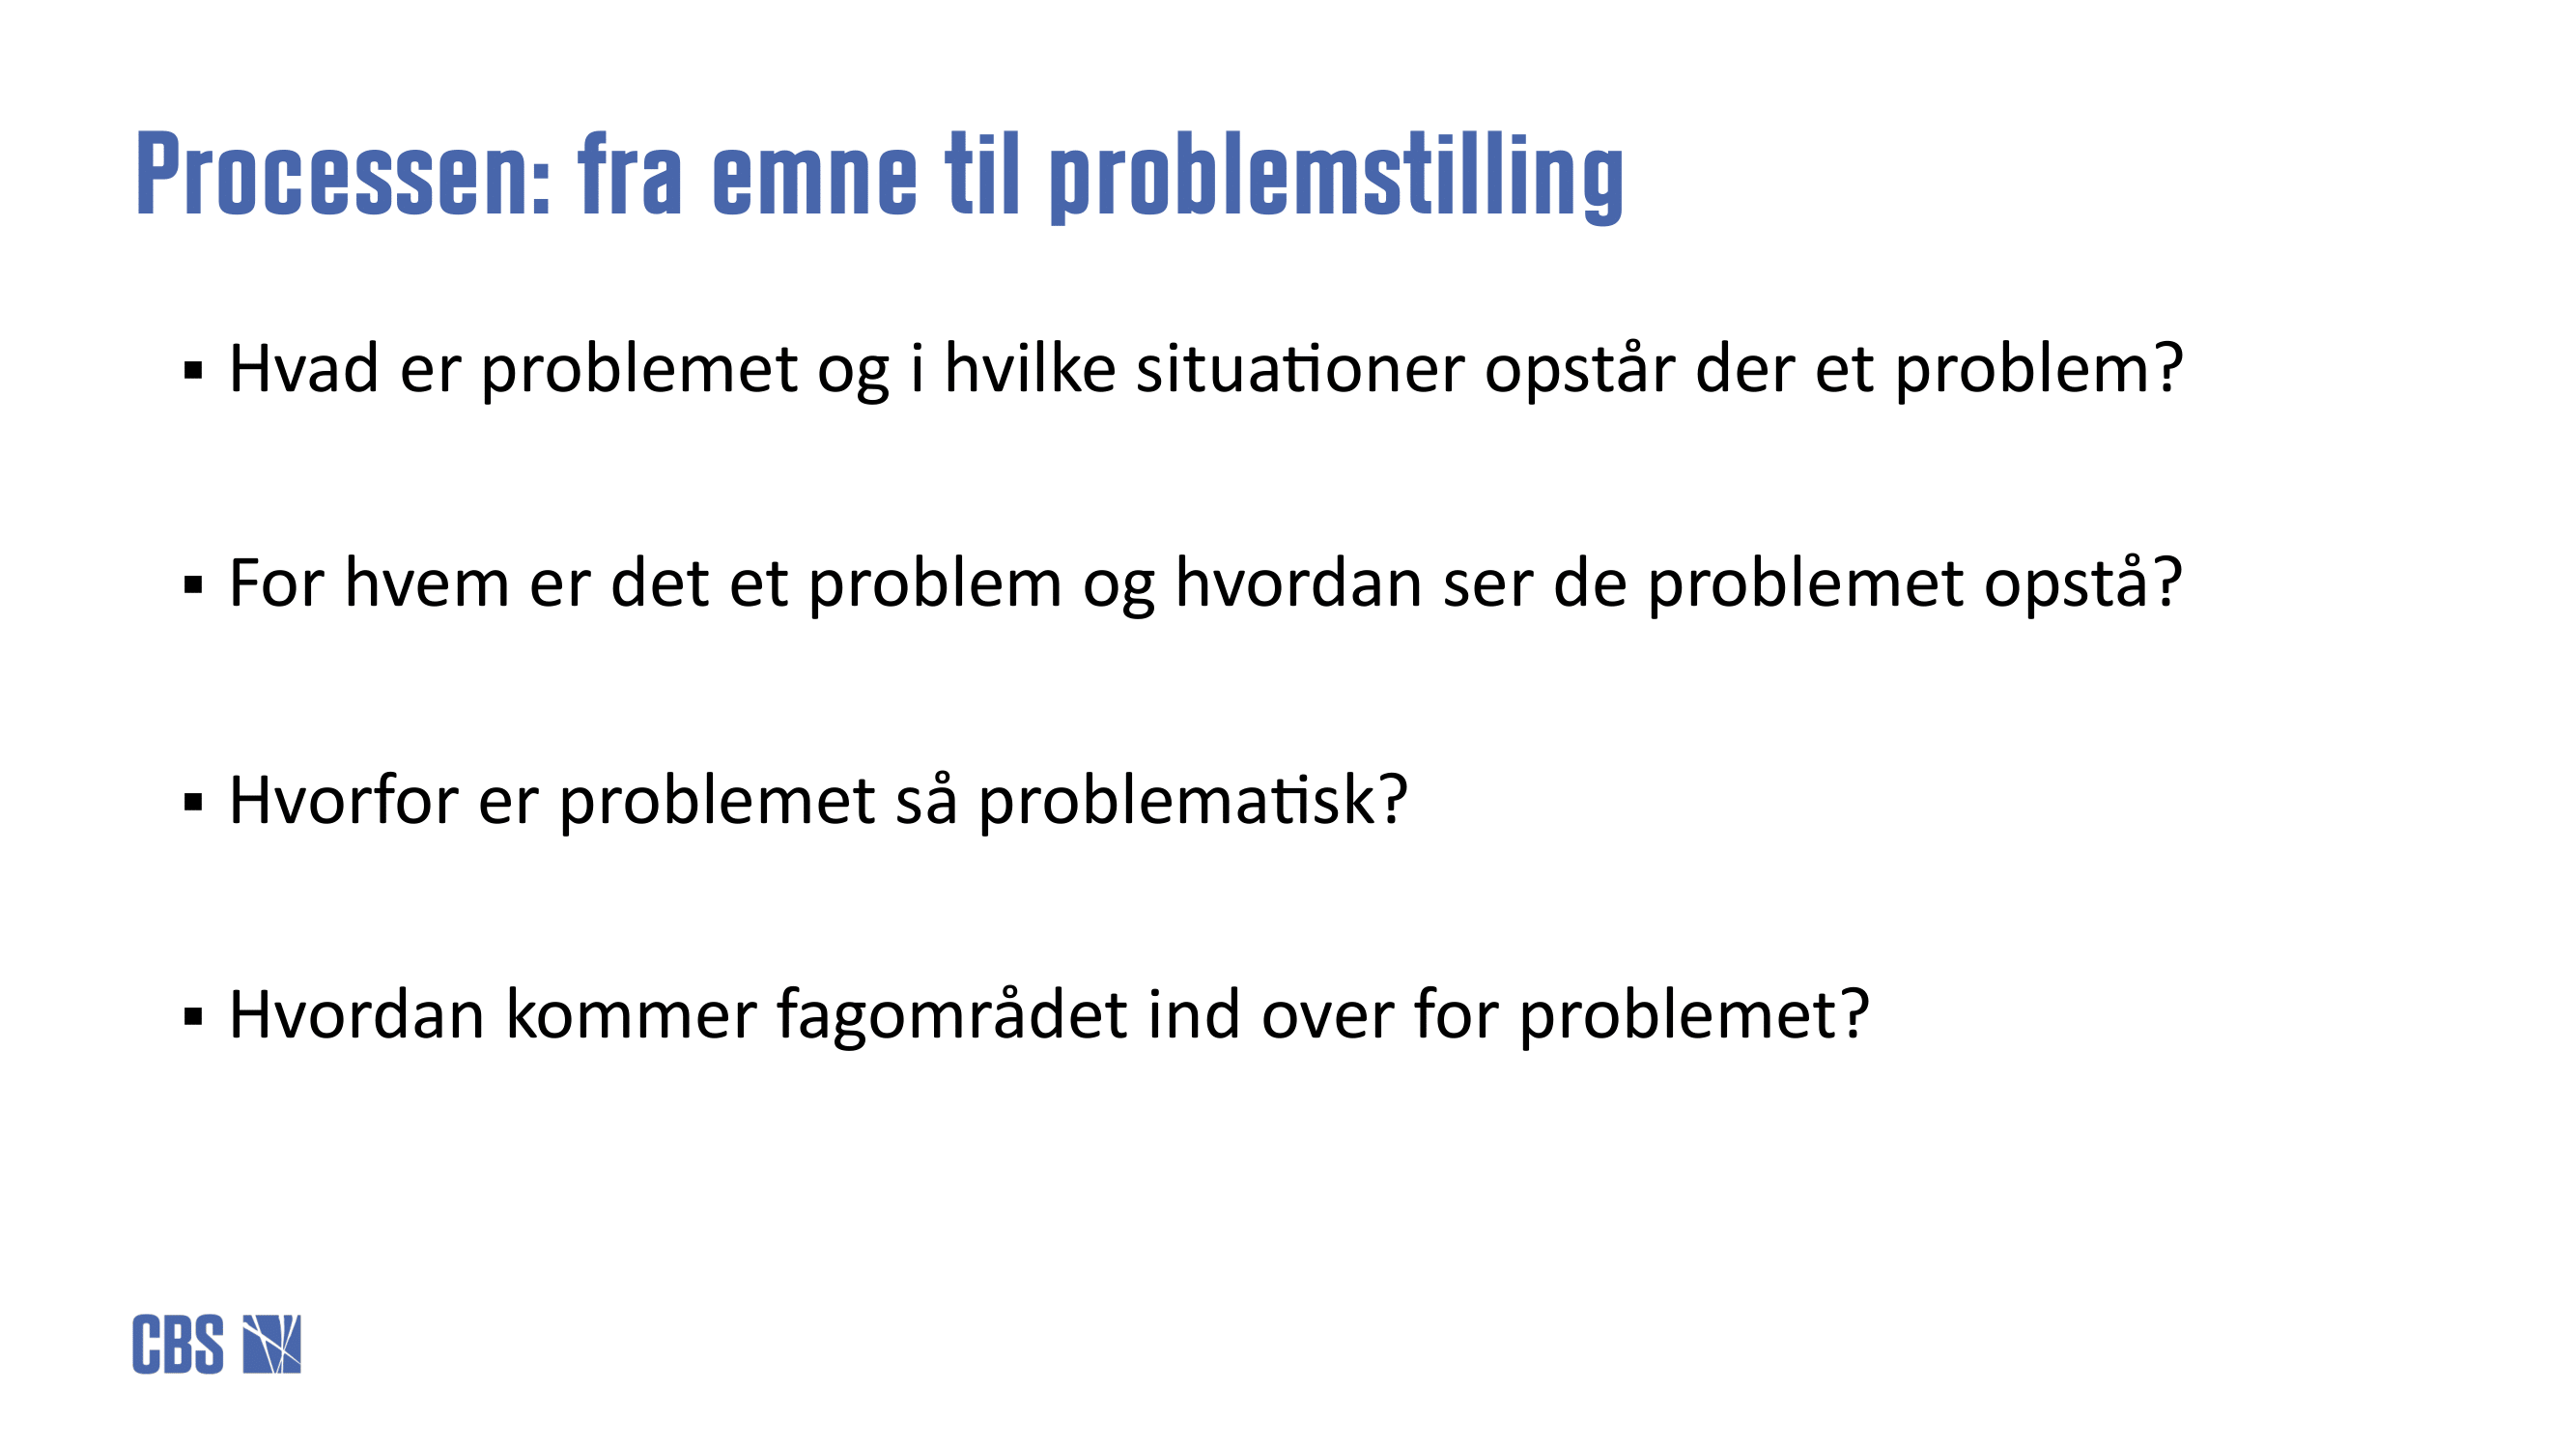 Processen: fra emne til problemstilling
▪ Hvad er problemet og i hvilke situationer opstår der et problem?
▪ For hvem er det et problem og hvordan ser de problemet opstå?
▪ Hvorfor er problemet så problematisk?
▪ Hvordan kommer fagområdet ind over for problemet?
CBS